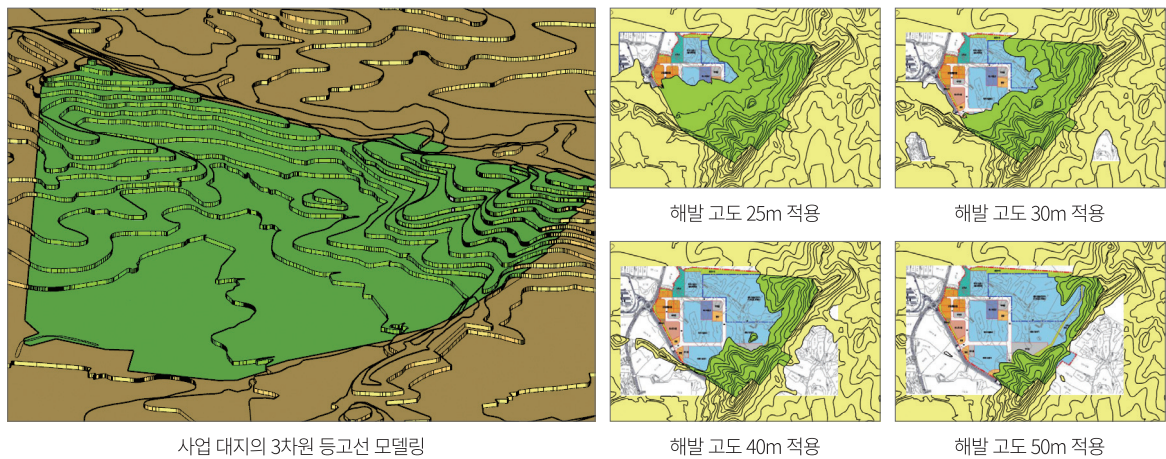 해발 고도 25m 적용
해발 고도 30m 적용
사업 대지의 3차원 등고선 모델링
해발 고도 40m 적용
해발 고도 50m 적용